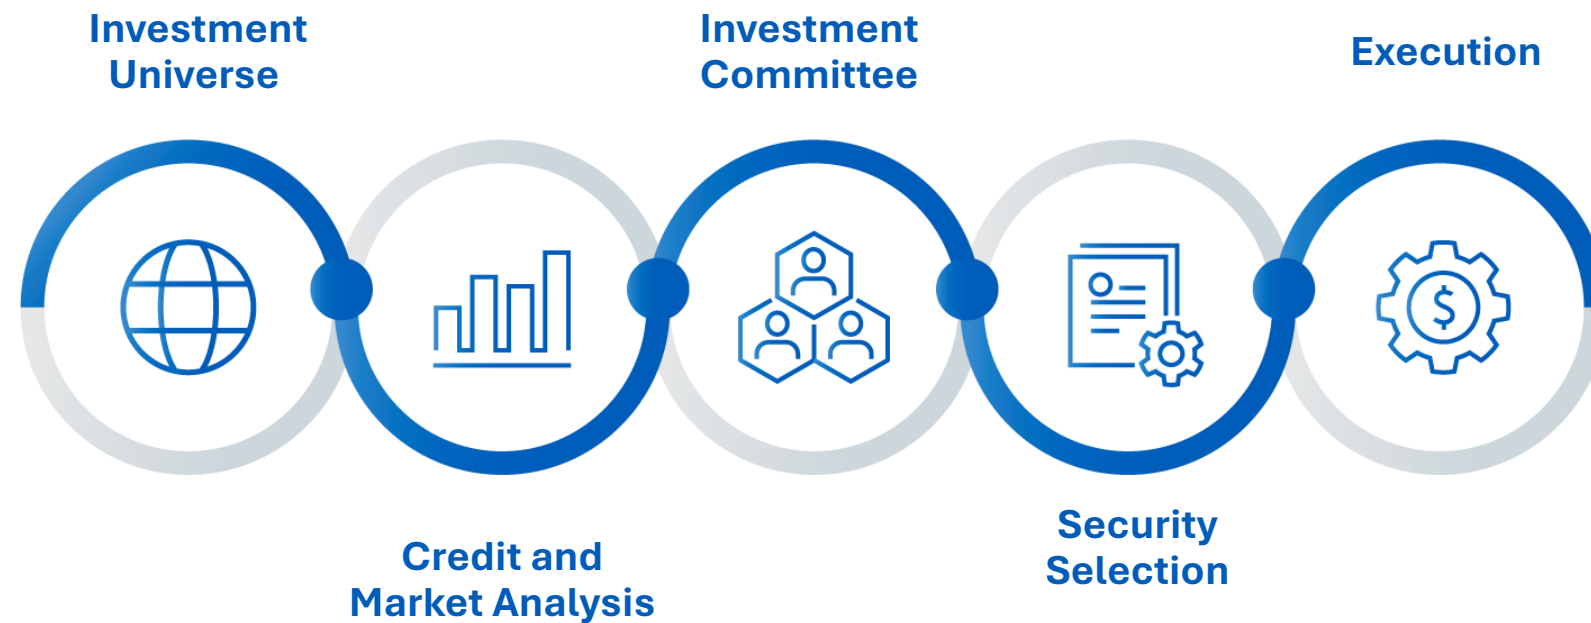 Investment
Universe
Credit and
Market Analysis
Investment
Committee
Security
Selection
Execution
$